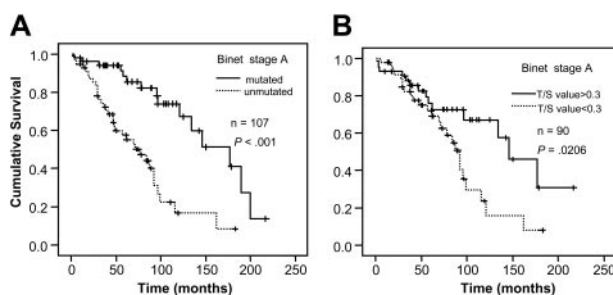 A
Cumulative Survival
1.0
0.8
0.6
0.4
0.2
0.0
Binet stage A
mutated
unmutated
n = 107
P < .001
0 50 100 150 200 250
Time (months)
B
1.0
0.8
0.6
0.4
0.2
0.0
Binet stage A
T/S value>0.3
T/S value<0.3
n = 90
P = .0206
0 50 100 150 200 250
Time (months)